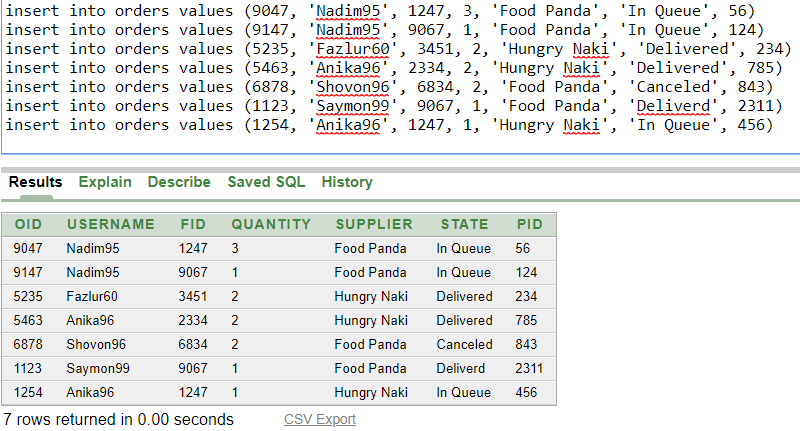 insert into orders values (9047, 'Nadim95', 1247, 3, 'Food Panda', 'In Queue', 56)
insert into orders values (9147, 'Nadim95', 9067, 1, 'Food Panda', 'In Queue', 124)
insert into orders values (5235, 'Fazlur60', 3451, 2, 'Hungry Naki', 'Delivered', 234)
insert into orders values (5463, 'Anika96', 2334, 2, 'Hungry Naki', 'Delivered', 785)
insert into orders values (6878, 'Shovon96', 6834, 2, 'Food Panda', 'Canceled', 843)
insert into orders values (1123, 'Saymon99', 9067, 1, 'Food Panda', 'Deliverd', 2311)
insert into orders values (1254, 'Anika96', 1247, 1, 'Hungry Naki', 'In Queue', 456)
Results Explain Describe Saved SQL History
OID USERNAME FID QUANTITY SUPPLIER STATE PID
9047 Nadim95 1247 3 Food Panda In Queue 56
9147 Nadim95 9067 1 Food Panda In Queue 124
5235 Fazlur60 3451 2 Hungry Naki Delivered 234
5463 Anika96 2334 2 Hungry Naki Delivered 785
6878 Shovon96 6834 2 Food Panda Canceled 843
1123 Saymon99 9067 1 Food Panda Deliverd 2311
1254 Anika96 1247 1 Hungry Naki In Queue 456
7 rows returned in 0.00 seconds CSV Export